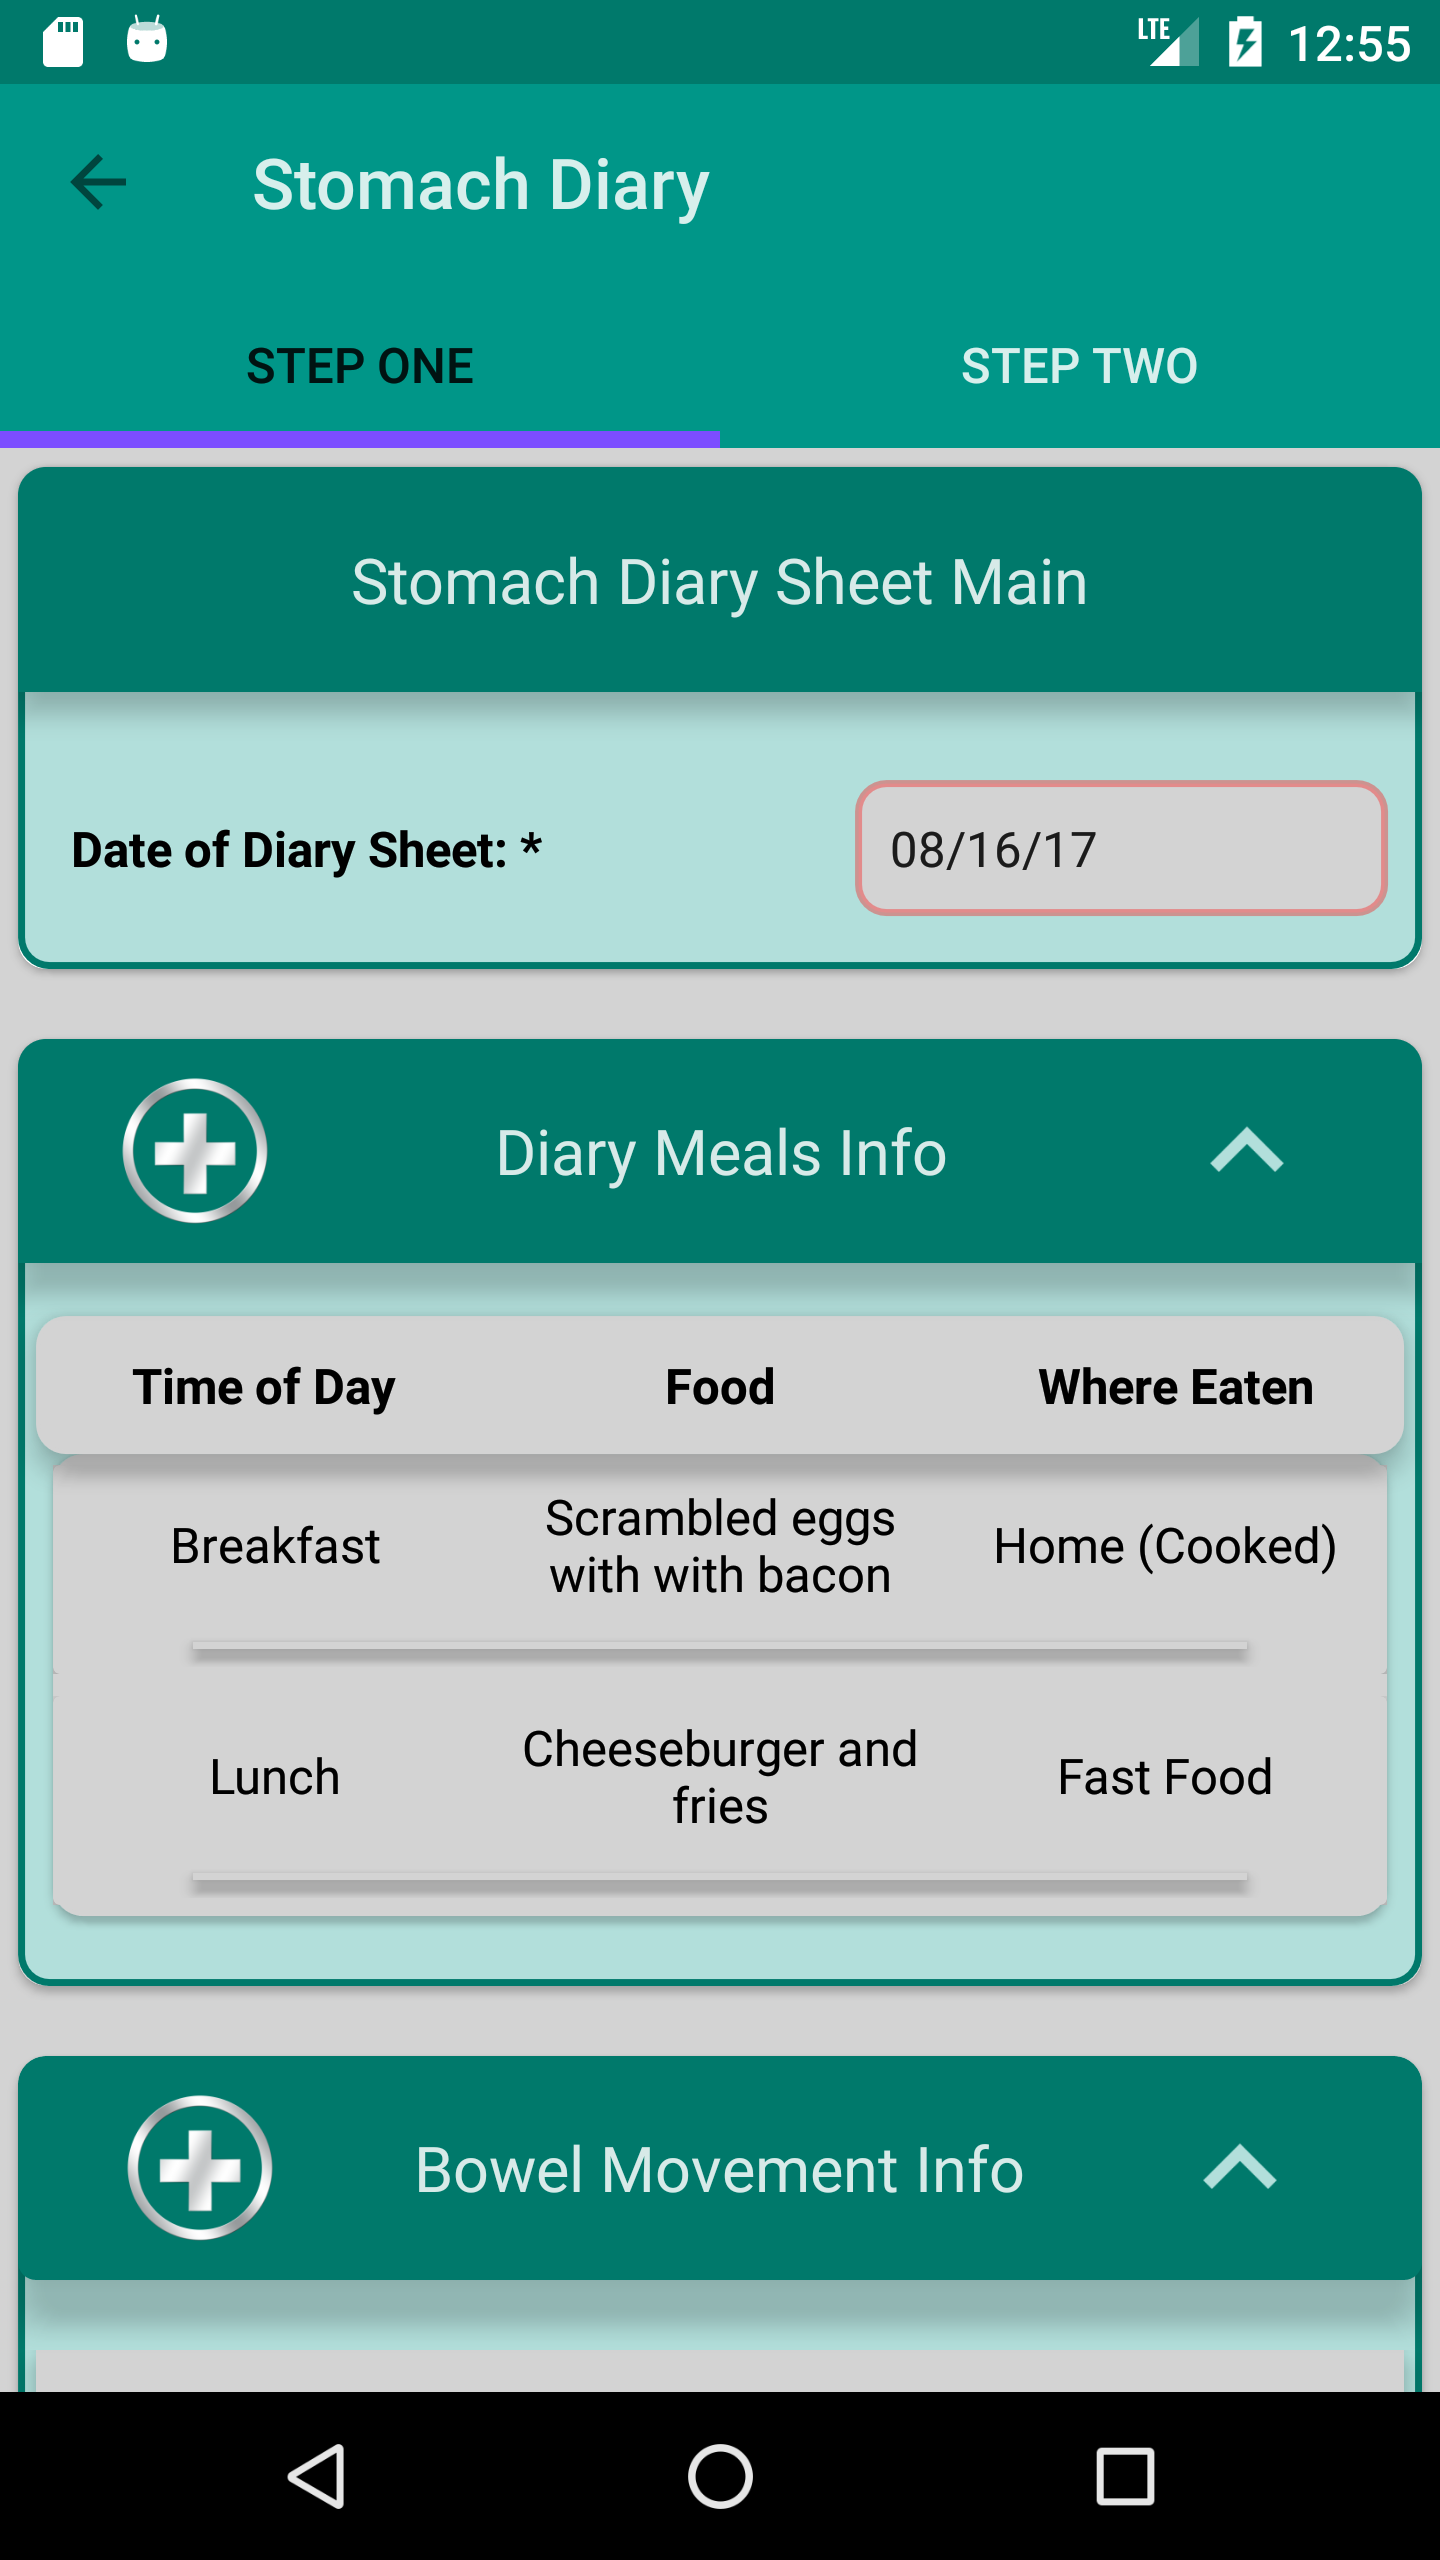 LTE 12:55
Stomach Diary
STEP ONE STEP TWO
Stomach Diary Sheet Main
Date of Diary Sheet: * 08/16/17
Diary Meals Info
Time of Day Food Where Eaten
Breakfast Scrambled eggs with with bacon Home (Cooked)
Lunch Cheeseburger and fries Fast Food
Bowel Movement Info